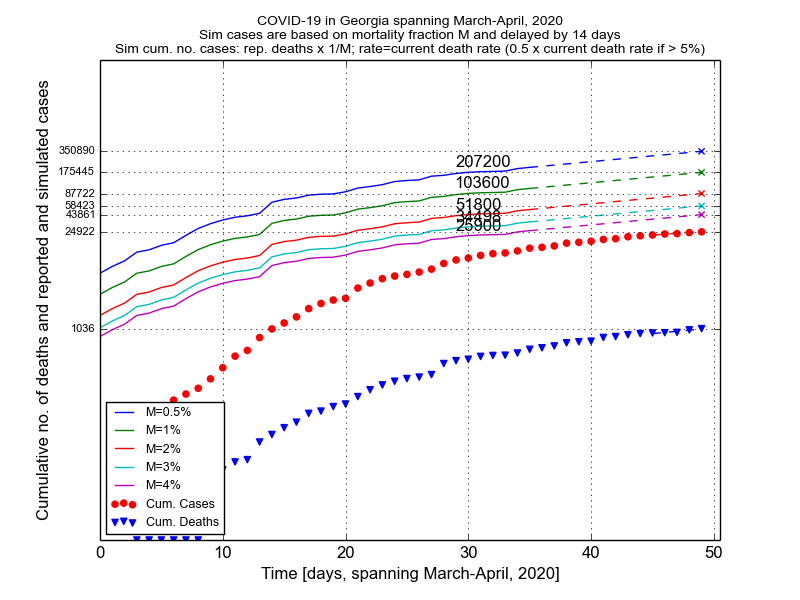 COVID-19 in Georgia spanning March-April, 2020
Sim cases are based on mortality fraction M and delayed by 14 days
Sim cum. no. cases: rep. deaths x 1/M; rate=current death rate (0.5 x current death rate if > 5%)
Cumulative no. of deaths and reported and simulated cases
350890
175445
87722
58423
43861
24922
1036
207200
103600
51800
34498
25900
M=0.5%
M=1%
M=2%
M=3%
M=4%
Cum. Cases
Cum. Deaths
0 10 20 30 40 50
Time [days, spanning March-April, 2020]